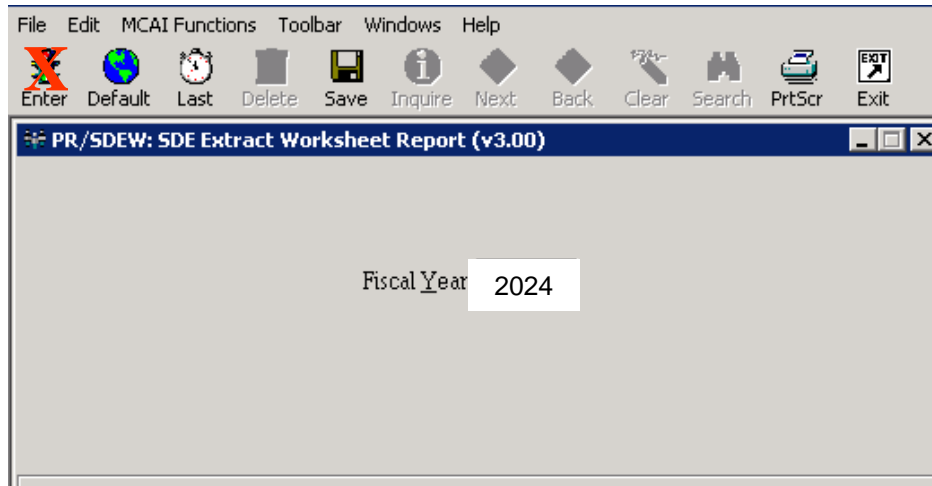 File Edit MCAI Functions Toolbar Windows Help
X
Enter Default Last Delete Save Inquire Next Back Clear Search PrtScr EXIT Exit
PR/SDEW: SDE Extract Worksheet Report (v3.00)
Fiscal Year 2024